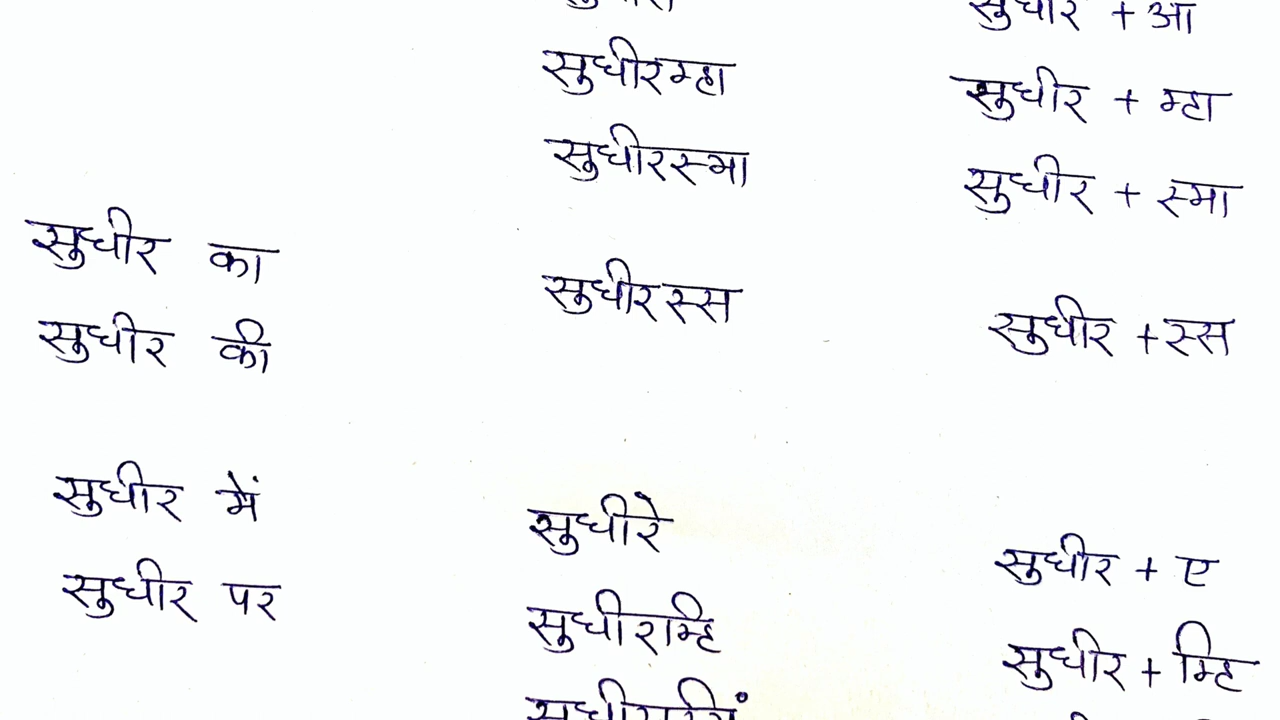 सुधीर + आ
सुधीरम्हा सुधीर + म्हा
सुधीरस्मा सुधीर + स्मा
सुधीर का सुधीरस्स सुधीर + स्स
सुधीर की
सुधीर में सुधीरे सुधीर + ए
सुधीर पर सुधीरम्हि सुधीर + म्हि